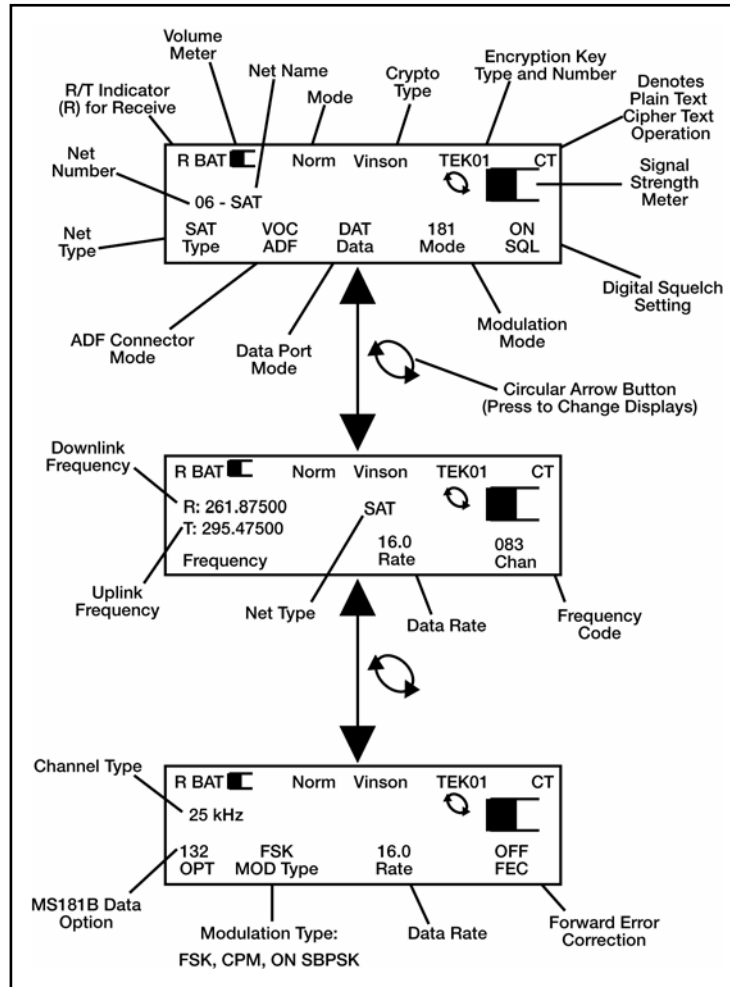 Volume
Meter
Net Name
R/T Indicator
(R) for Receive
Mode
Crypto
Type
Encryption Key
Type and Number
Denotes
Plain Text
Cipher Text
Operation
Net
Number
Signal
Strength
Meter
Net
Type
R BAT Norm Vinson TEK01 CT
06 - SAT
SAT VOC DAT 181 ON
Type ADF Data Mode SQL
ADF Connector
Mode
Data Port
Mode
Modulation
Mode
Digital Squelch
Setting
Circular Arrow Button
(Press to Change Displays)
Downlink
Frequency
R BAT Norm Vinson TEK01 CT
R: 261.87500 SAT
T: 295.47500
16.0 083
Frequency Rate Chan
Uplink
Frequency
Net Type
Data Rate
Frequency
Code
Channel Type
R BAT Norm Vinson TEK01 CT
25 kHz
132 FSK 16.0 OFF
OPT MOD Type Rate FEC
MS181B Data
Option
Modulation Type:
FSK, CPM, ON SBPSK
Data Rate
Forward Error
Correction